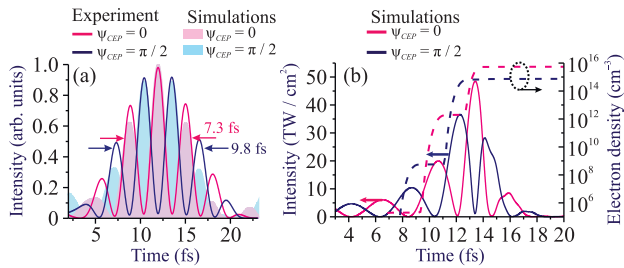 Experiment
ψCEP = 0
ψCEP = π / 2
Simulations
ψCEP = 0
ψCEP = π / 2
(a)
Intensity (arb. units)
1.0
0.8
0.6
0.4
0.2
0
7.3 fs
9.8 fs
5 10 15 20
Time (fs)
Simulations
ψCEP = 0
ψCEP = π / 2
(b)
Intensity (TW / cm²)
50
40
30
20
10
0
10¹⁶
10¹⁴
10¹²
10⁹
10⁸
10⁶
10⁵
Electron density (cm⁻³)
4 6 8 10 12 14 16 18 20
Time (fs)